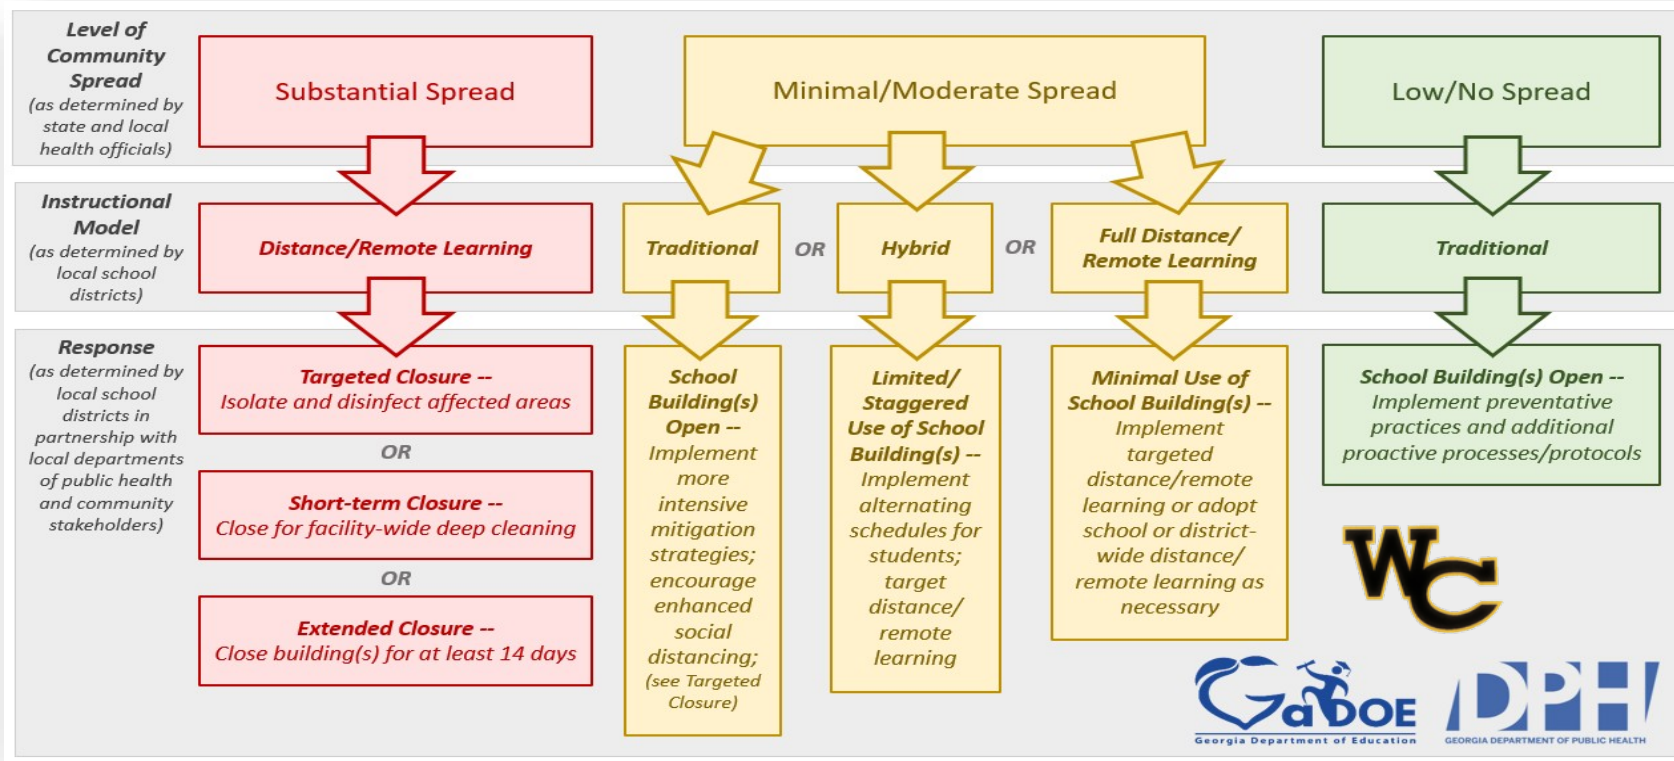 Level of
Community
Spread
(as determined by
state and local
health officials)
Substantial Spread
Minimal/Moderate Spread
Low/No Spread
Instructional
Model
(as determined by
local school
districts)
Distance/Remote Learning
Traditional
OR
Hybrid
OR
Full Distance/
Remote Learning
Traditional
Response
(as determined by
local school
districts in
partnership with
local departments
of public health
and community
stakeholders)
Targeted Closure --
Isolate and disinfect affected areas
OR
Short-term Closure --
Close for facility-wide deep cleaning
OR
Extended Closure --
Close building(s) for at least 14 days
School
Building(s)
Open --
Implement
more
intensive
mitigation
strategies;
encourage
enhanced
social
distancing;
(see Targeted
Closure)
Limited/
Staggered
Use of School
Building(s) --
Implement
alternating
schedules for
students;
target
distance/
remote
learning
Minimal Use of
School Building(s) --
Implement
targeted
distance/remote
learning or adopt
school or district-
wide distance/
remote learning as
necessary
School Building(s) Open --
Implement preventative
practices and additional
proactive processes/protocols
WC
GaDOE
Georgia Department of Education
DPH
GEORGIA DEPARTMENT OF PUBLIC HEALTH